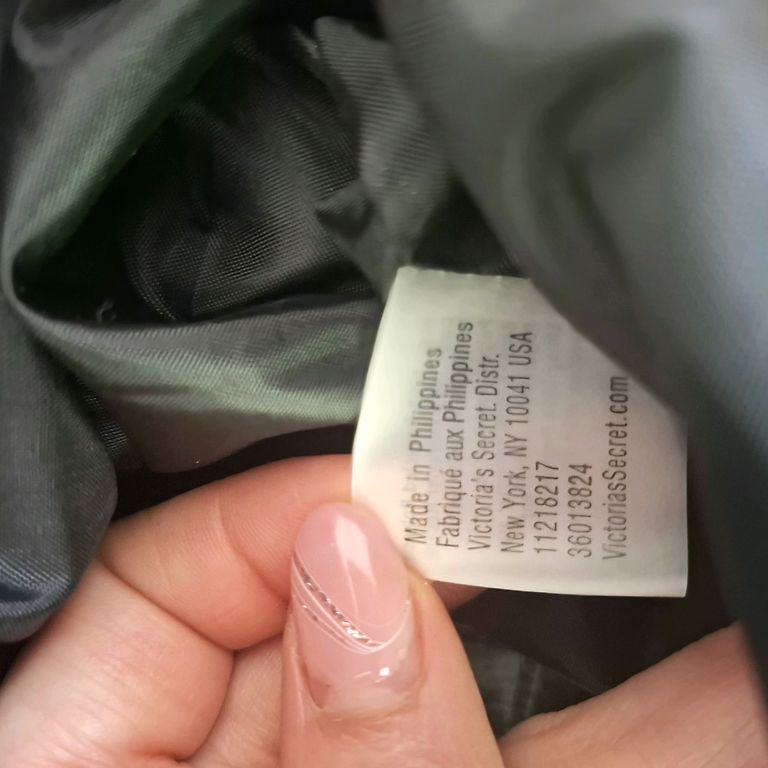 Made in Philippines
Fabriqué aux Philippines
Victoria's Secret. Distr.
New York, NY 10041 USA
11218217
36013824
VictoriasSecret.com